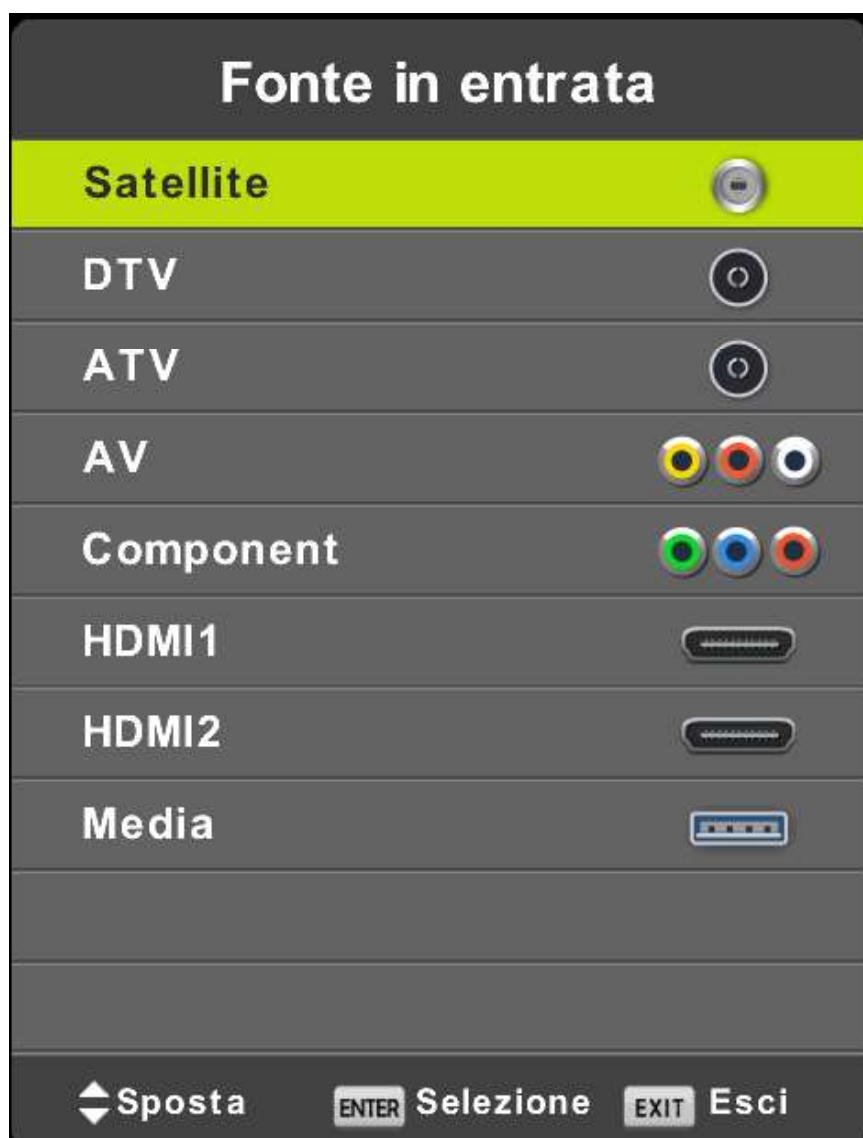 Fonte in entrata
Satellite
DTV
ATV
AV
Component
HDMI1
HDMI2
Media
Sposta ENTER Selezione EXIT Esci